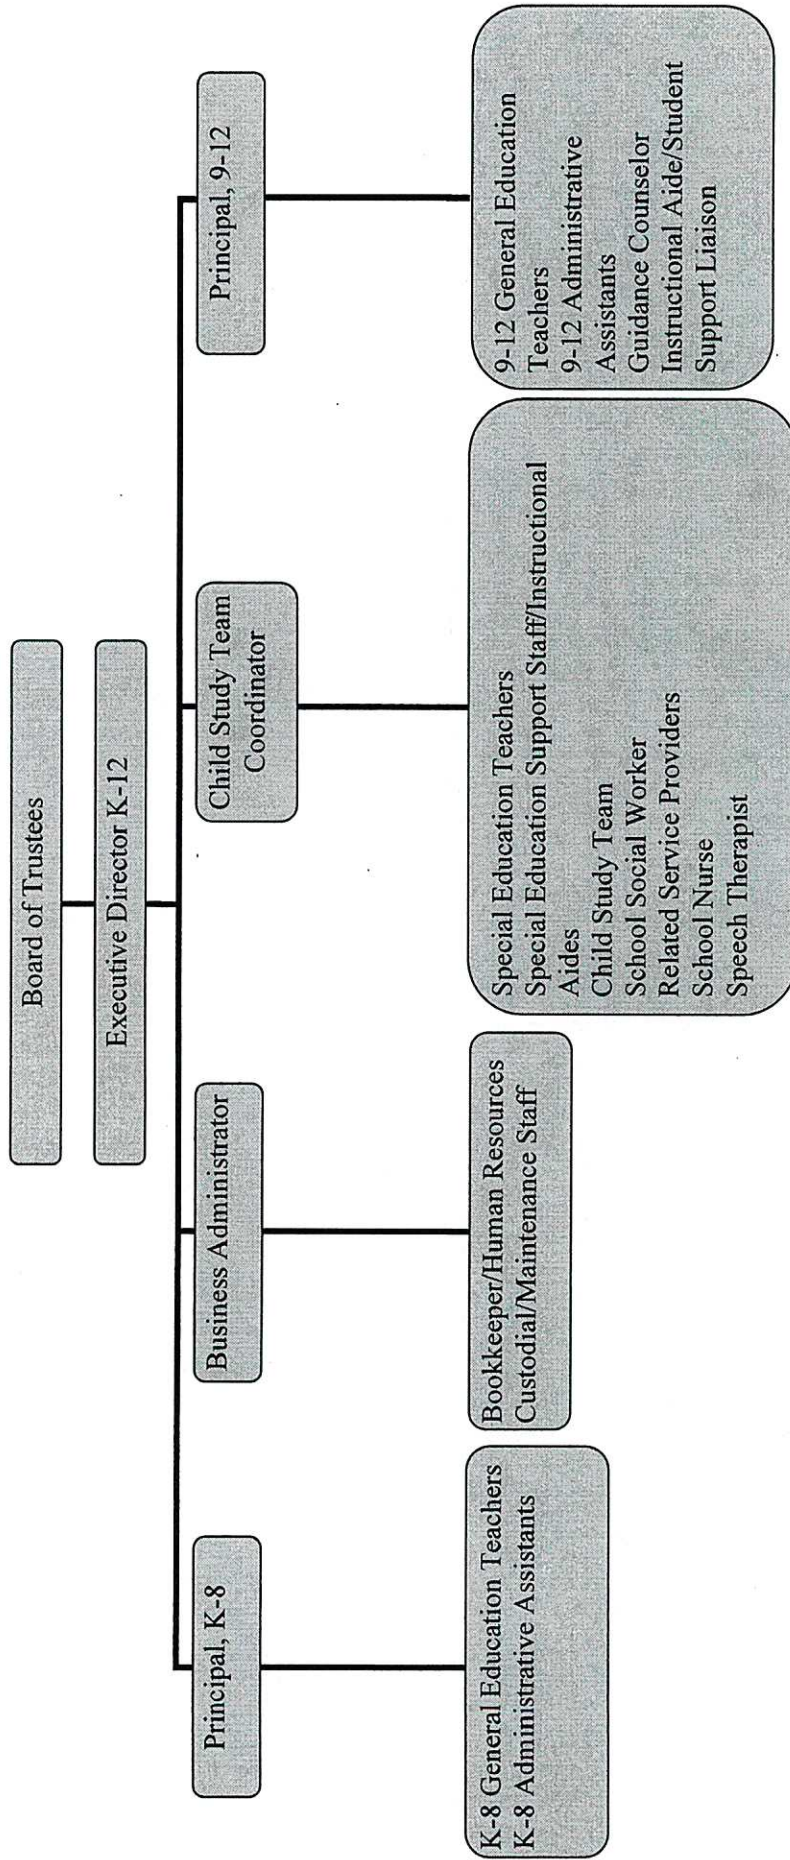 Board of Trustees
Executive Director K-12
Principal, K-8
Business Administrator
Child Study Team
Coordinator
Principal, 9-12
K-8 General Education Teachers
K-8 Administrative Assistants
Bookkeeper/Human Resources
Custodial/Maintenance Staff
Special Education Teachers
Special Education Support Staff/Instructional
Aides
Child Study Team
School Social Worker
Related Service Providers
School Nurse
Speech Therapist
9-12 General Education
Teachers
9-12 Administrative
Assistants
Guidance Counselor
Instructional Aide/Student
Support Liaison